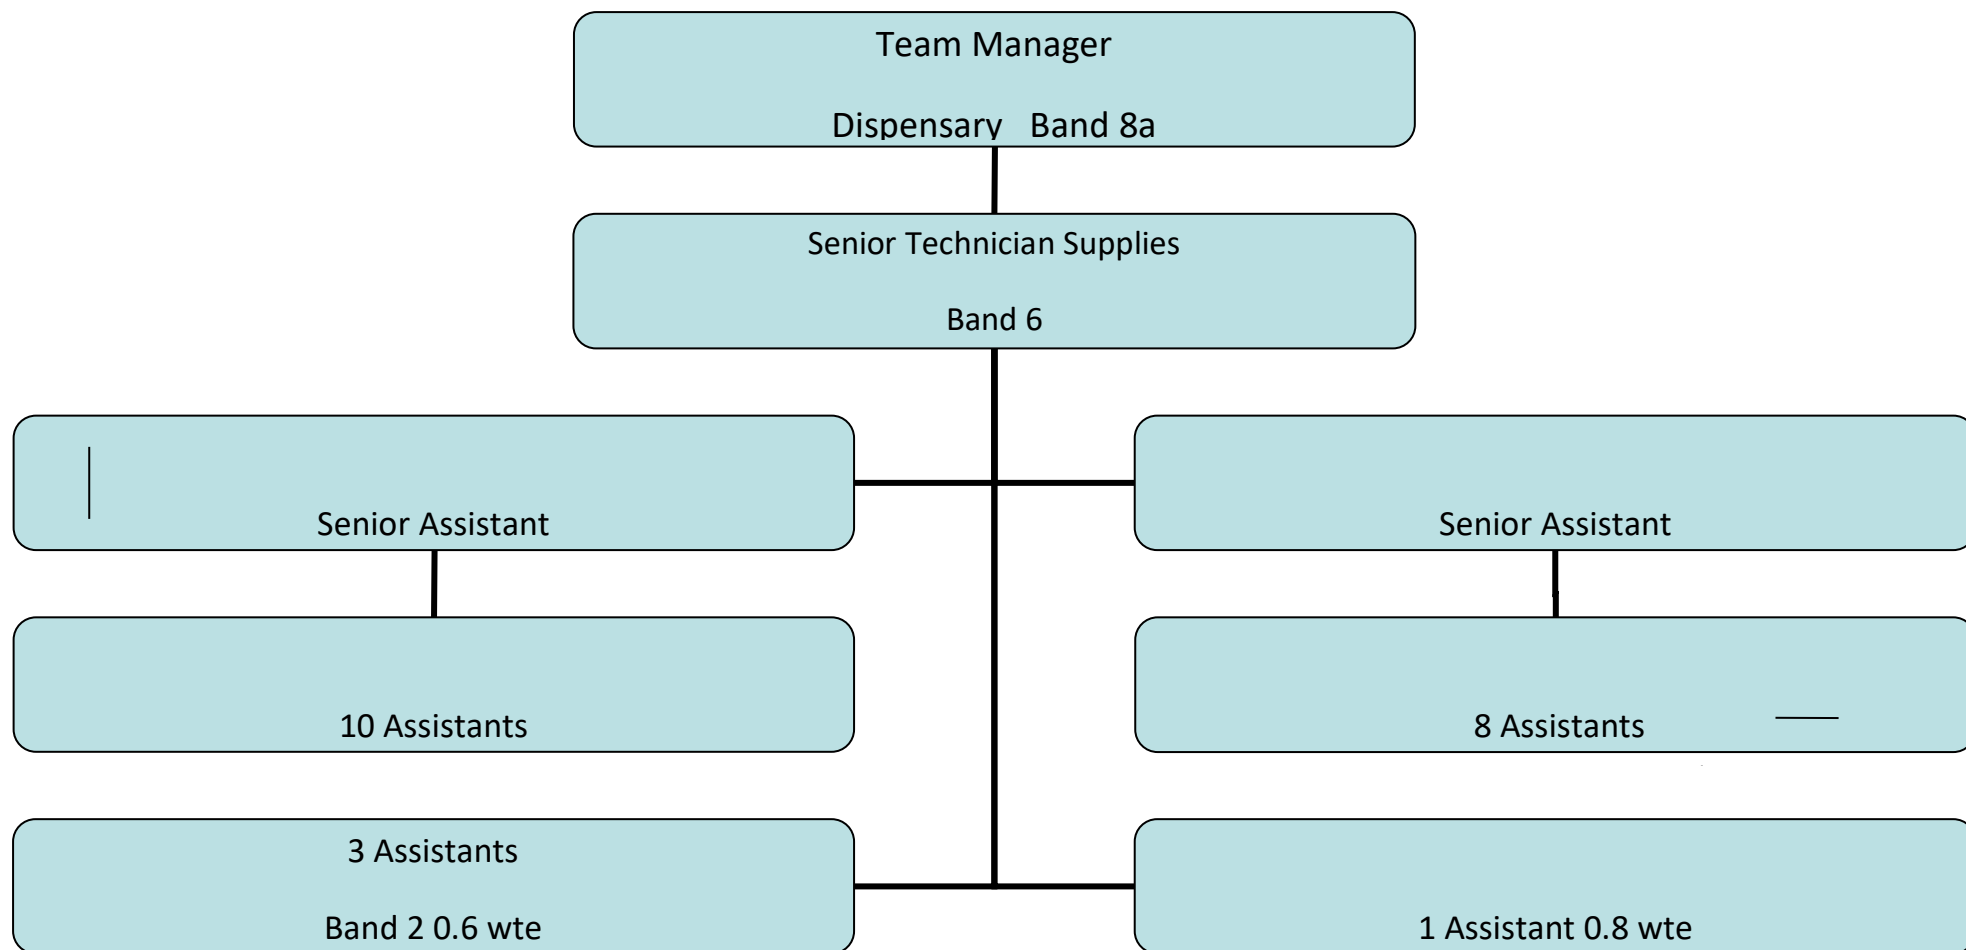 Team Manager
Dispensary   Band 8a
Senior Technician Supplies
Band 6
Senior Assistant
Senior Assistant
10 Assistants
8 Assistants
3 Assistants
Band 2 0.6 wte
1 Assistant 0.8 wte